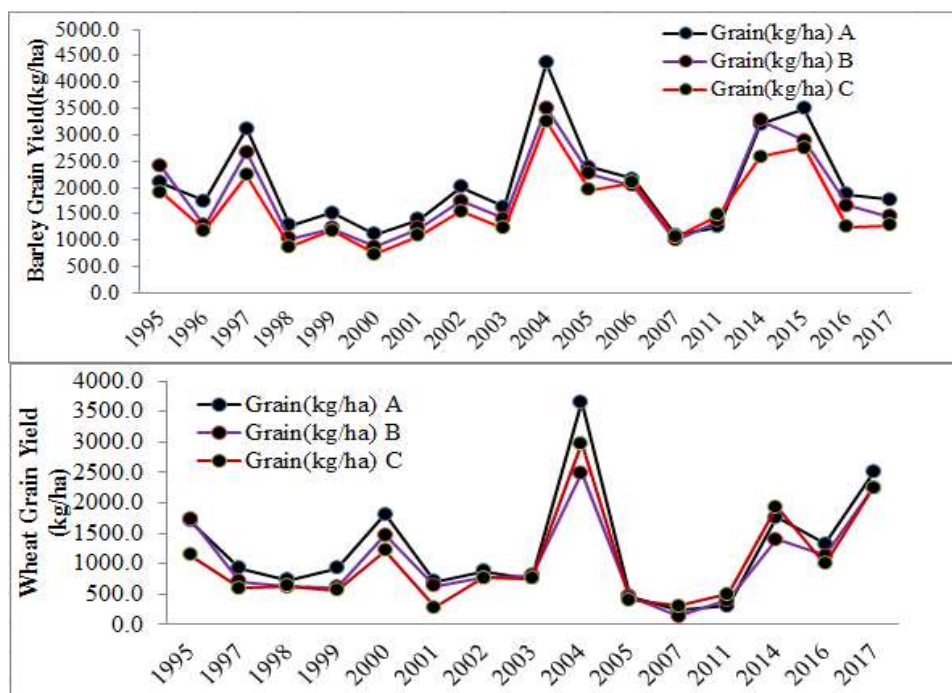 Barley Grain Yield(kg/ha)
5000.0
4500.0
4000.0
3500.0
3000.0
2500.0
2000.0
1500.0
1000.0
500.0
0.0
Grain(kg/ha) A
Grain(kg/ha) B
Grain(kg/ha) C
1995 1996 1997 1998 1999 2000 2001 2002 2003 2004 2005 2006 2007 2011 2014 2015 2016 2017
Wheat Grain Yield
(kg/ha)
4000.0
3500.0
3000.0
2500.0
2000.0
1500.0
1000.0
500.0
0.0
Grain(kg/ha) A
Grain(kg/ha) B
Grain(kg/ha) C
1995 1997 1998 1999 2000 2001 2002 2003 2004 2005 2007 2011 2014 2016 2017